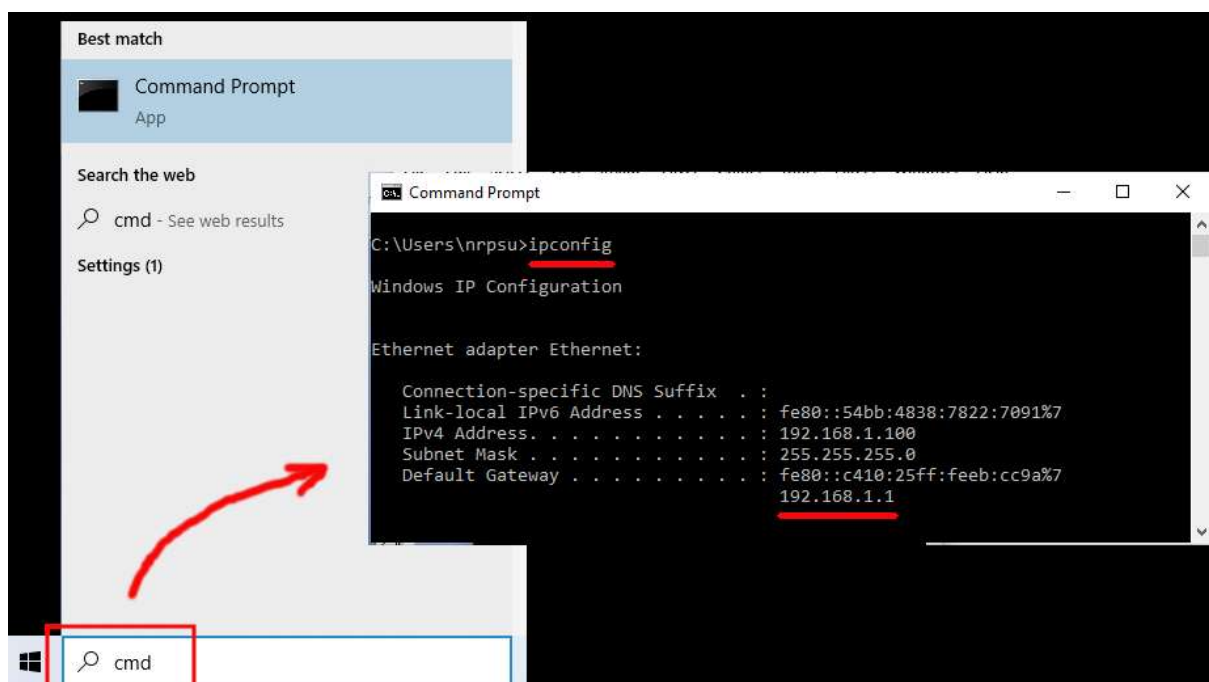 Best match
Command Prompt
App
Search the web
cmd - See web results
Settings (1)
cmd
Command Prompt
C:\Users\nrpsu>ipconfig
Windows IP Configuration
Ethernet adapter Ethernet:
Connection-specific DNS Suffix . :
Link-local IPv6 Address . . . . . : fe80::54bb:4838:7822:7091%7
IPv4 Address. . . . . . . . . . . : 192.168.1.100
Subnet Mask . . . . . . . . . . . : 255.255.255.0
Default Gateway . . . . . . . . . : fe80::c410:25ff:feeb:cc9a%7
192.168.1.1